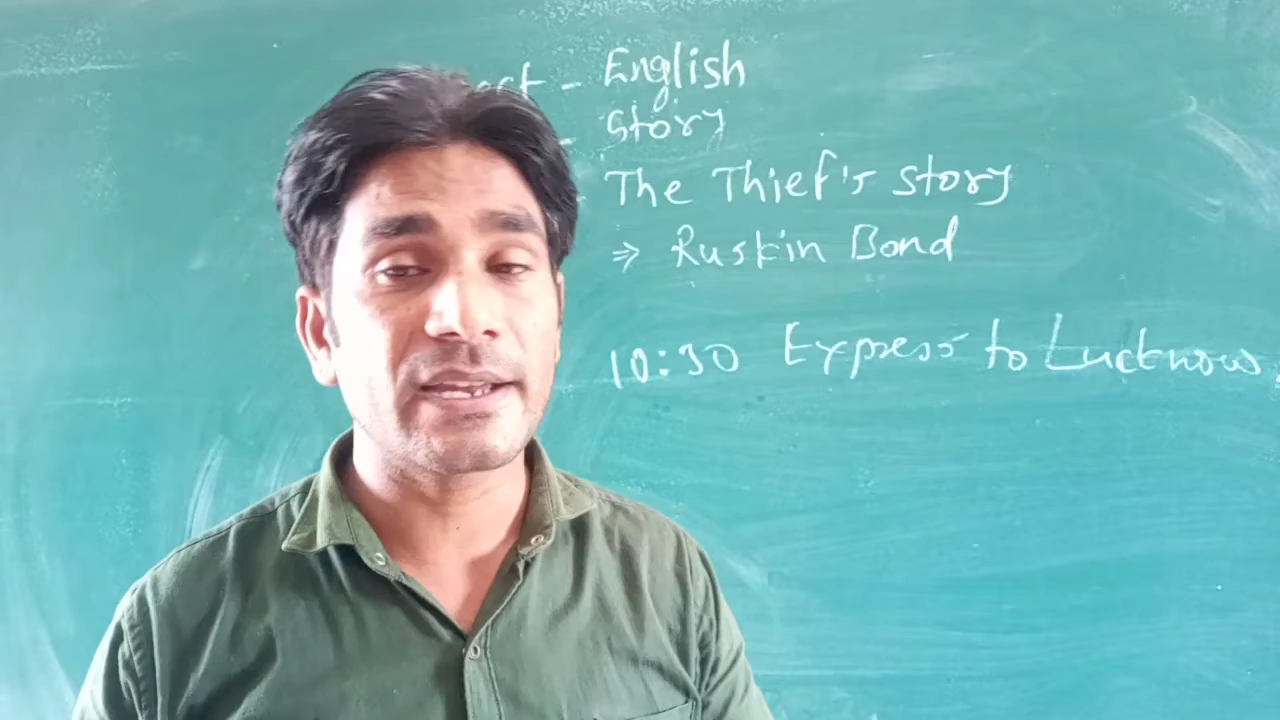 - English
- Story
The Thief's Story
⇒ Ruskin Bond
10:30 Express to Lucknow.